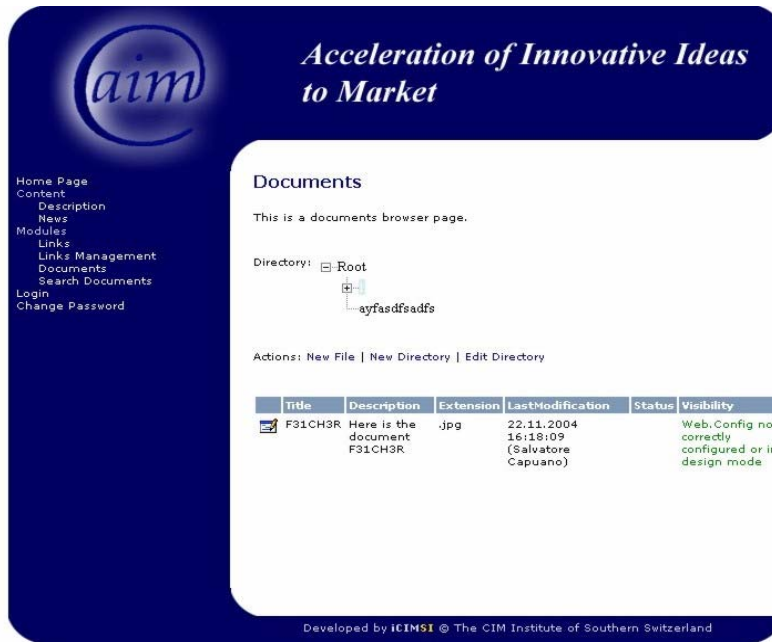 aim
Acceleration of Innovative Ideas
to Market
Home Page
Content
Description
News
Modules
Links
Links Management
Documents
Search Documents
Login
Change Password
Documents
This is a documents browser page.
Directory:
Root
ayfasdfsadfs
Actions: New File | New Directory | Edit Directory
Title Description Extension LastModification Status Visibility
F31CH3R Here is the .jpg 22.11.2004 Web.Config no
document 16:18:09 correctly
F31CH3R (Salvatore configured or i
Capuano) design mode
Developed by iCIMSI © The CIM Institute of Southern Switzerland